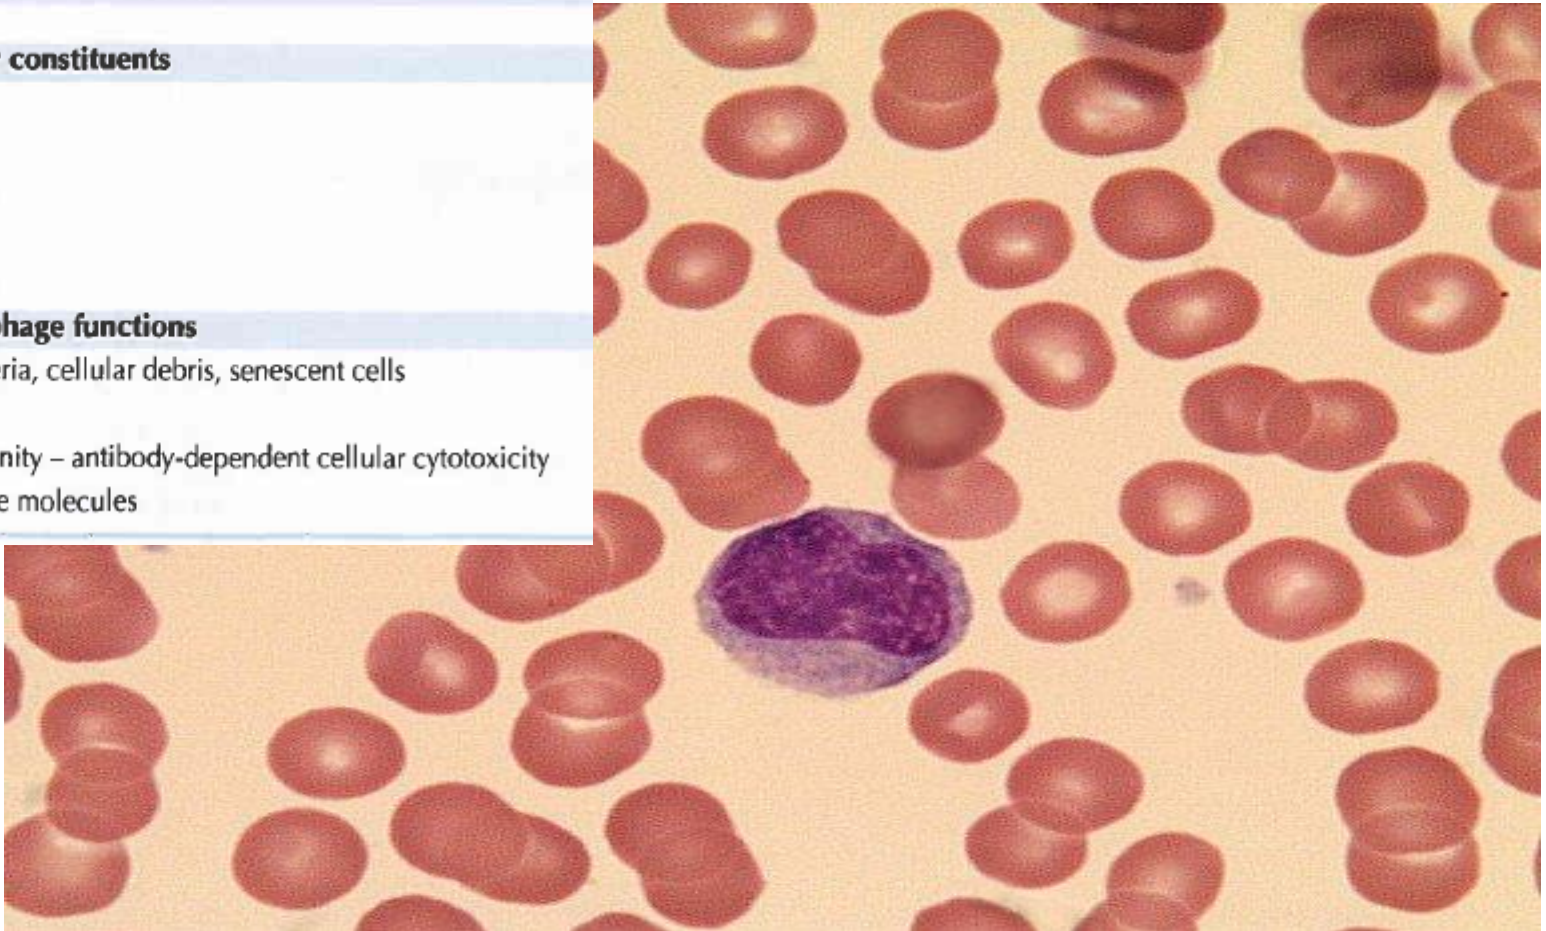 constituents
hage functions
ria, cellular debris, senescent cells
nity – antibody-dependent cellular cytotoxicity
e molecules